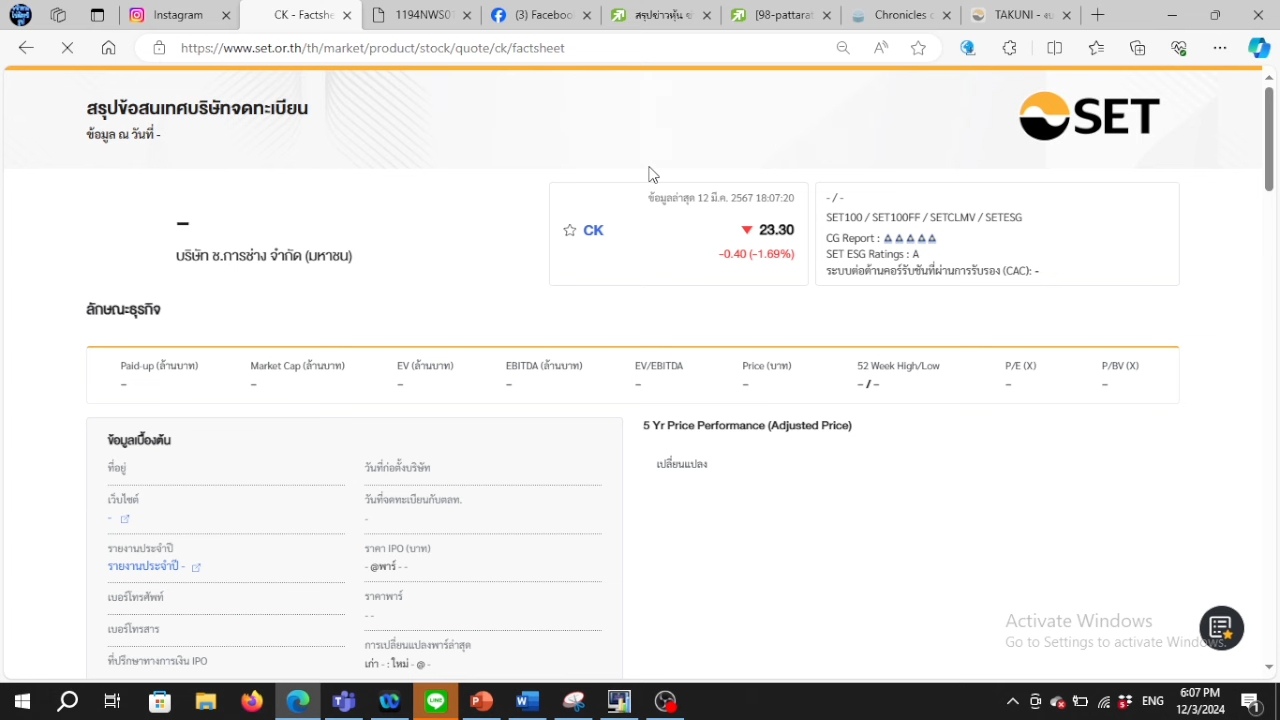 ไทยเทรด
Inst
CK - ข้อม
1194NWS0
(3) Facebo
สรุปข่าวหุ้น ข
(98-partra
TISCOAM - กบ
https://www.set.or.th/th/market/product/stock/quote/ck/factsheet
สรุปข้อสนเทศบริษัทจดทะเบียน
ข้อมูล ณ วันที่ -
SET
ข้อมูลล่าสุด 12 มี.ค. 2567 18:07:20
CK
23.30
-0.40 (-1.69%)
- / -
SET100 / SET100FF / SETCLMV / SETESG
CG Report :
SET ESG Ratings : A
ระบบต่อต้านคอร์รัปชันที่ผ่านการรับรอง (CAC): -
–
บริษัท ช.การช่าง จำกัด (มหาชน)
ลักษณะธุรกิจ
Paid-up (ล้านบาท) Market Cap (ล้านบาท) EV (ล้านบาท) EBITDA (ล้านบาท) EV/EBITDA Price (บาท) 52 Week High/Low P/E (X) P/BV (X)
– – – – – – – / – – –
ข้อมูลเบื้องต้น
ที่อยู่
เว็บไซต์
-
รายงานประจำปี
รายงานประจำปี -
เบอร์โทรศัพท์
เบอร์โทรสาร
ที่ปรึกษาทางการเงิน IPO
วันที่ก่อตั้งบริษัท
วันที่จดทะเบียนกับตลท.
-
ราคา IPO (บาท)
- @พาร์ - -
ราคาพาร์
- -
การเปลี่ยนแปลงพาร์ล่าสุด
เก่า - : ใหม่ - @ -
5 Yr Price Performance (Adjusted Price)
เปลี่ยนแปลง
Activate Windows
Go to Settings to activate Windows.
ENG
6:07 PM
12/3/2024
1